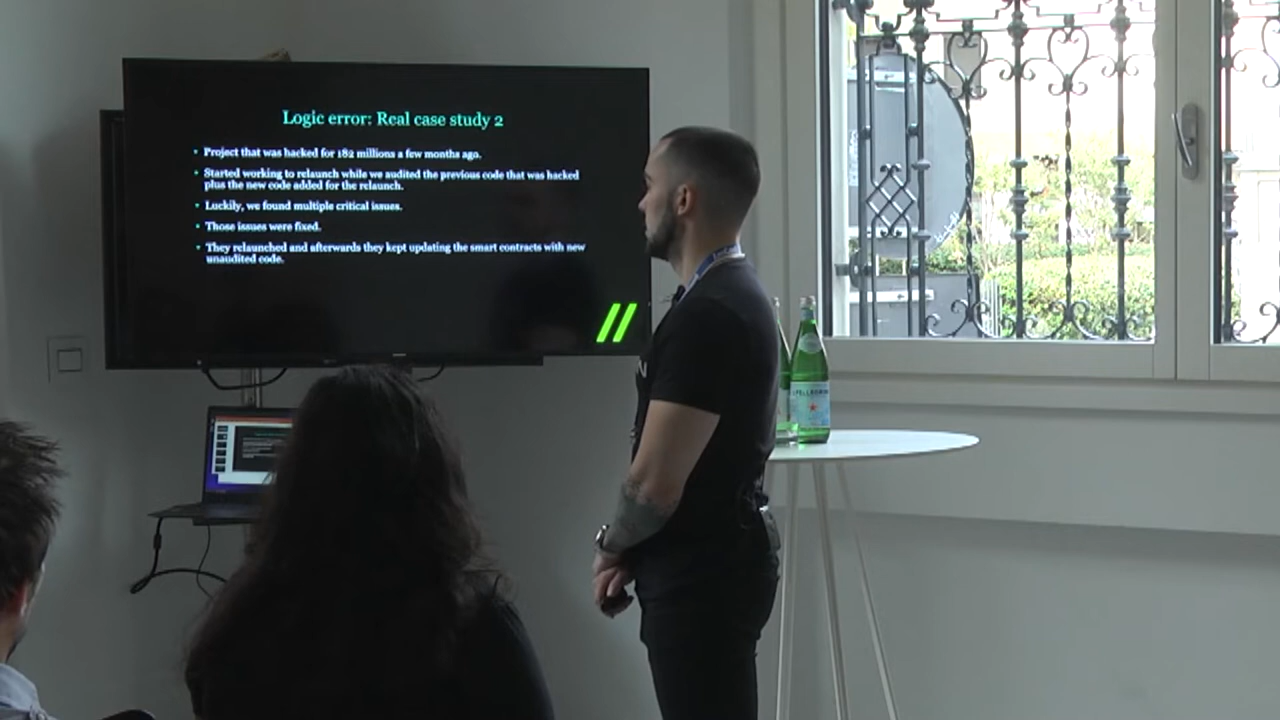 Logic error: Real case study 2
• Project that was hacked for 182 millions a few months ago.
• Started working to relaunch while we audited the previous code that was hacked
plus the new code added for the relaunch.
• Luckily, we found multiple critical issues.
• Those issues were fixed.
• They relaunched and afterwards they kept updating the smart contracts with new
unaudited code.